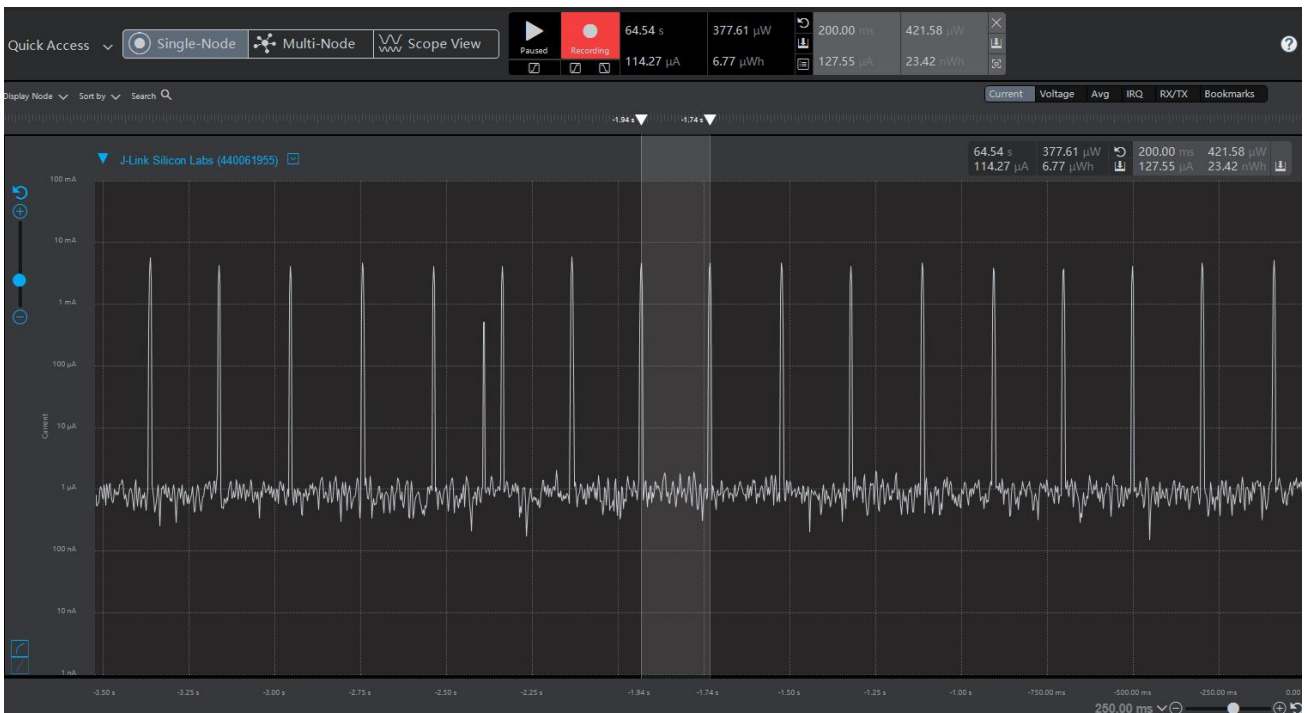 Quick Access
Single-Node
Multi-Node
Scope View
Paused
Recording
64.54 s 377.61 µW
114.27 µA 6.77 µWh
200.00 ms 421.58 µW
127.55 µA 23.42 nWh
Display Node
Sort by
Search
Current Voltage Avg IRQ RX/TX Bookmarks
-1.94 s -1.74 s
J-Link Silicon Labs (440061955)
64.54 s 377.61 µW 200.00 ms 421.58 µW
114.27 µA 6.77 µWh 127.55 µA 23.42 nWh
100 mA
10 mA
1 mA
100 µA
10 µA
1 µA
100 nA
10 nA
1 nA
Current
-3.50 s -3.25 s -3.00 s -2.75 s -2.50 s -2.25 s -1.94 s -1.74 s -1.50 s -1.25 s -1.00 s -750.00 ms -500.00 ms -250.00 ms 0.00
250.00 ms